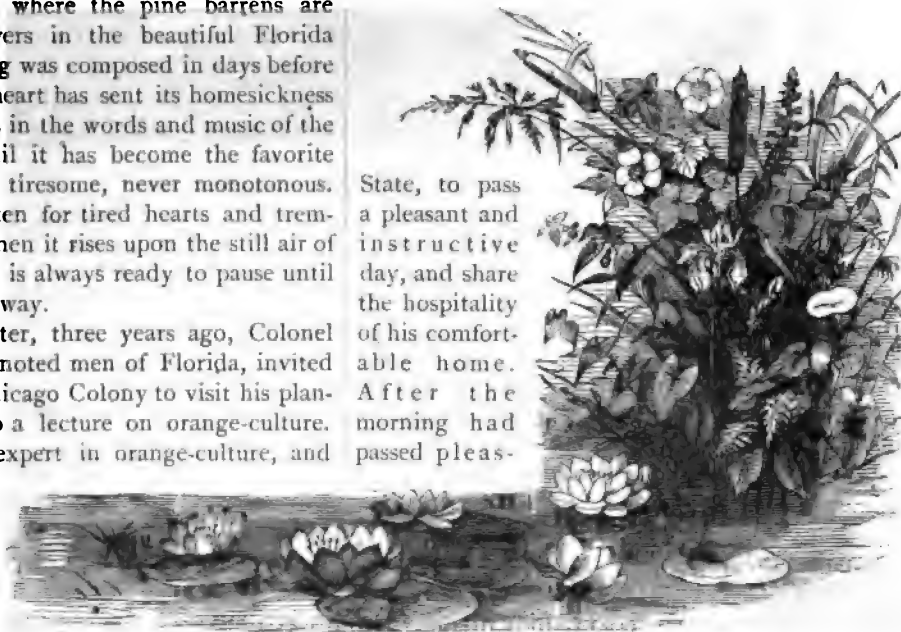 where the pine barrens are
ers in the beautiful Florida
g was composed in days before
heart has sent its homesickness
in the words and music of the
il it has become the favorite
tiresome, never monotonous.
en for tired hearts and trem-
hen it rises upon the still air of
is always ready to pause until
way.
ter, three years ago, Colonel
noted men of Florida, invited
icago Colony to visit his plan-
a lecture on orange-culture.
expert in orange-culture, and
State, to pass
a pleasant and
instructive
day, and share
the hospitality
of his comfort-
able home.
After the
morning had
passed pleas-